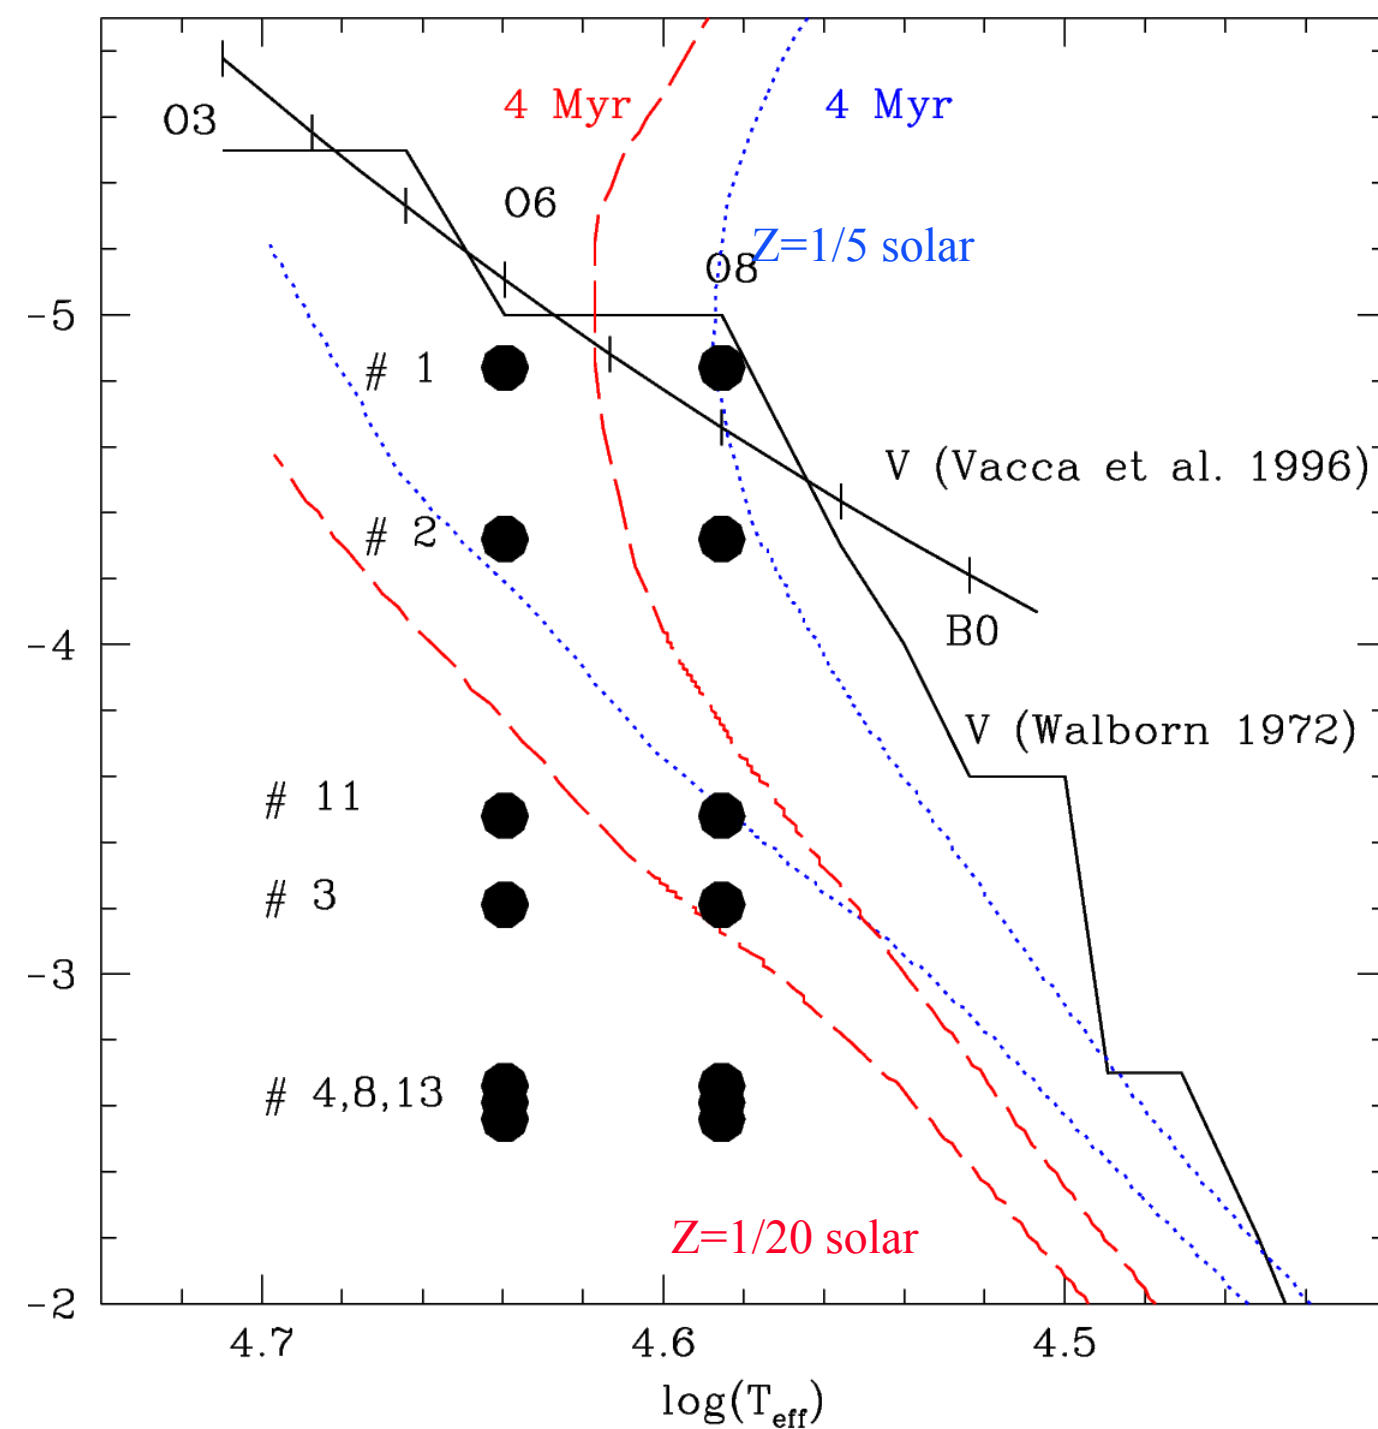 4 Myr
4 Myr
O3
O6
Z=1/5 solar
O8
-5
# 1
V (Vacca et al. 1996)
# 2
-4
B0
V (Walborn 1972)
# 11
# 3
-3
# 4,8,13
Z=1/20 solar
-2
4.7
4.6
4.5
log(Teff)